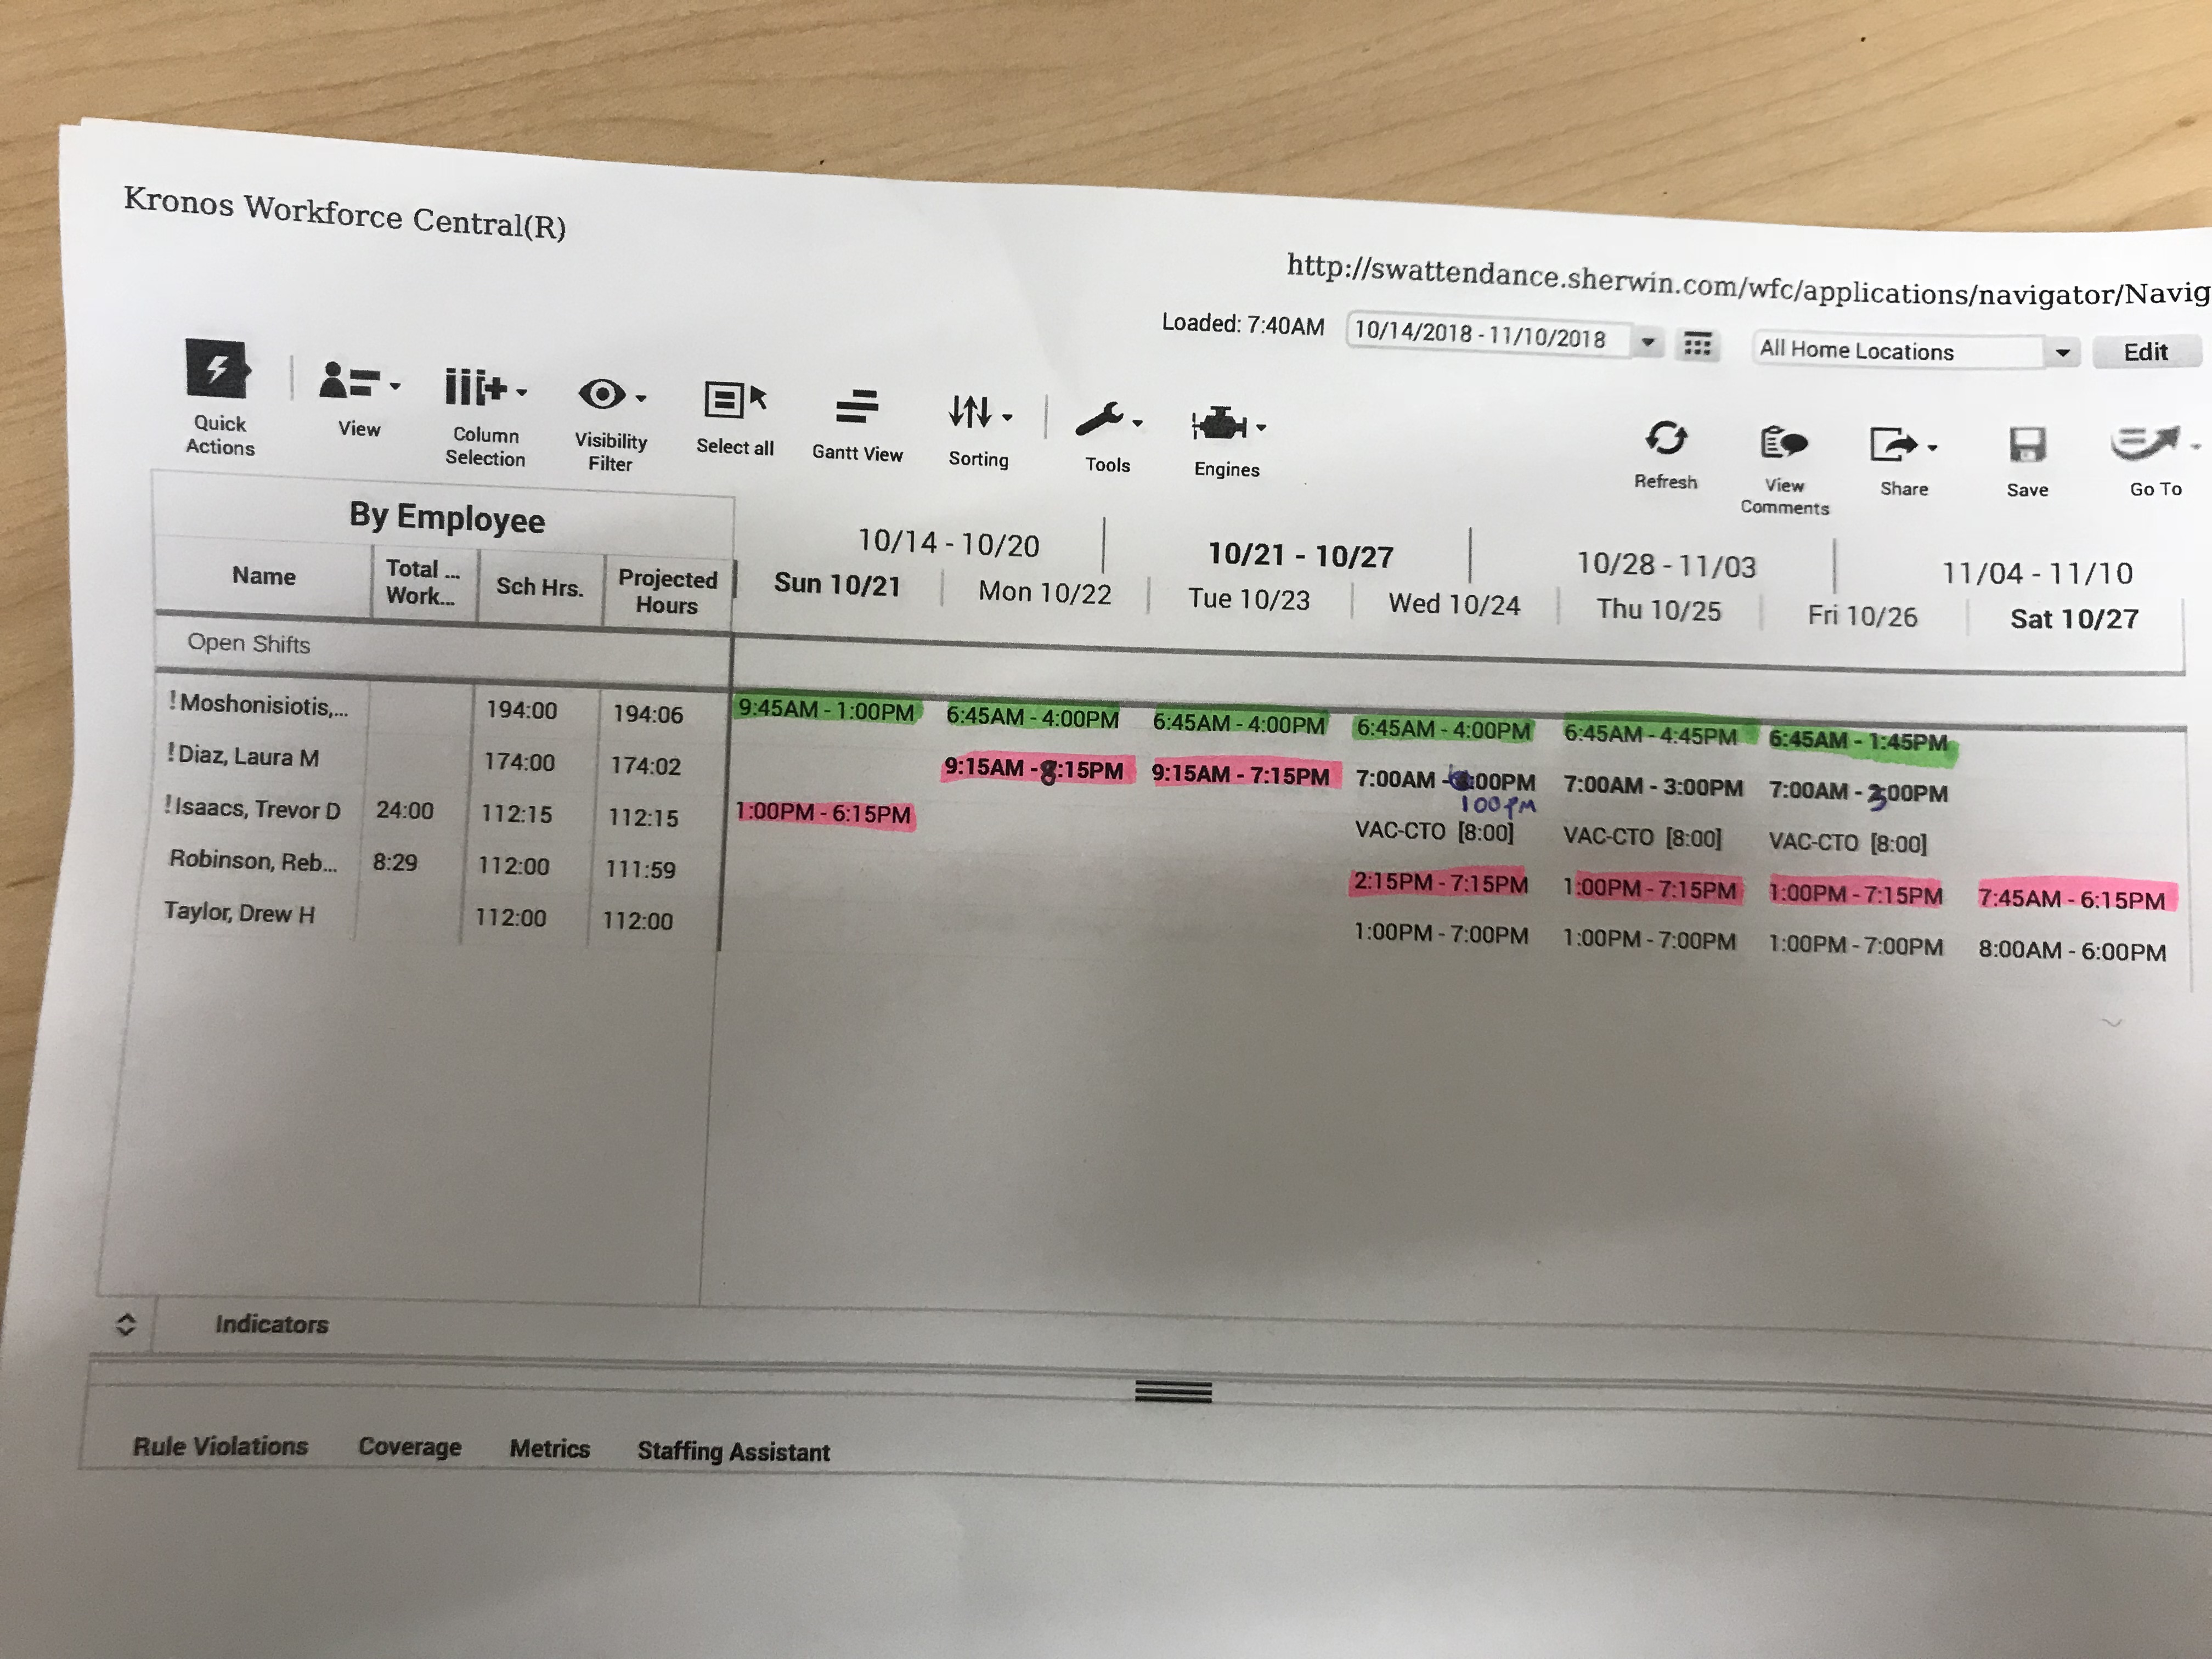 Kronos Workforce Central(R)
http://swattendance.sherwin.com/wfc/applications/navigator/Navig
Loaded: 7:40AM 10/14/2018 - 11/10/2018 All Home Locations Edit
Quick Actions View Column Selection Visibility Filter Select all Gantt View Sorting Tools Engines Refresh View Comments Share Save Go To
By Employee 10/14 - 10/20 10/21 - 10/27 10/28 - 11/03 11/04 - 11/10
Name Total ... Work... Sch Hrs. Projected Hours Sun 10/21 Mon 10/22 Tue 10/23 Wed 10/24 Thu 10/25 Fri 10/26 Sat 10/27
Open Shifts
! Moshonisiotis,... 194:00 194:06 9:45AM - 1:00PM 6:45AM - 4:00PM 6:45AM - 4:00PM 6:45AM - 4:00PM 6:45AM - 4:45PM 6:45AM - 1:45PM
! Diaz, Laura M 174:00 174:02 9:15AM - 8:15PM 9:15AM - 7:15PM 7:00AM - :00PM 7:00AM - 3:00PM 7:00AM - 3:00PM
100PM
! Isaacs, Trevor D 24:00 112:15 112:15 1:00PM - 6:15PM VAC-CTO [8:00] VAC-CTO [8:00] VAC-CTO [8:00]
Robinson, Reb... 8:29 112:00 111:59 2:15PM - 7:15PM 1:00PM - 7:15PM 1:00PM - 7:15PM 7:45AM - 6:15PM
Taylor, Drew H 112:00 112:00 1:00PM - 7:00PM 1:00PM - 7:00PM 1:00PM - 7:00PM 8:00AM - 6:00PM
Indicators
Rule Violations Coverage Metrics Staffing Assistant